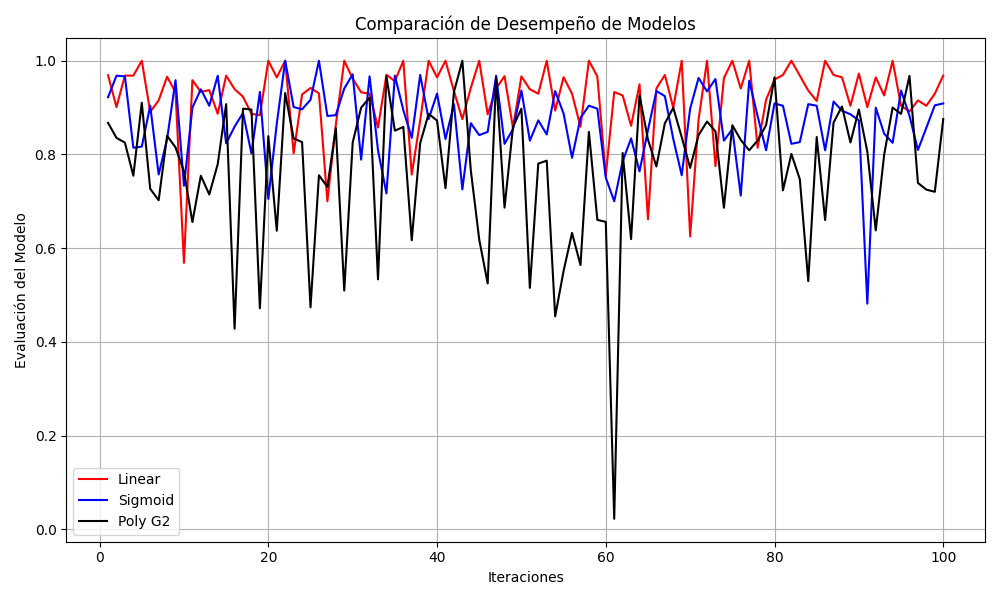 Comparación de Desempeño de Modelos
1.0
0.8
0.6
0.4
0.2
0.0
Evaluación del Modelo
Linear
Sigmoid
Poly G2
0 20 40 60 80 100
Iteraciones